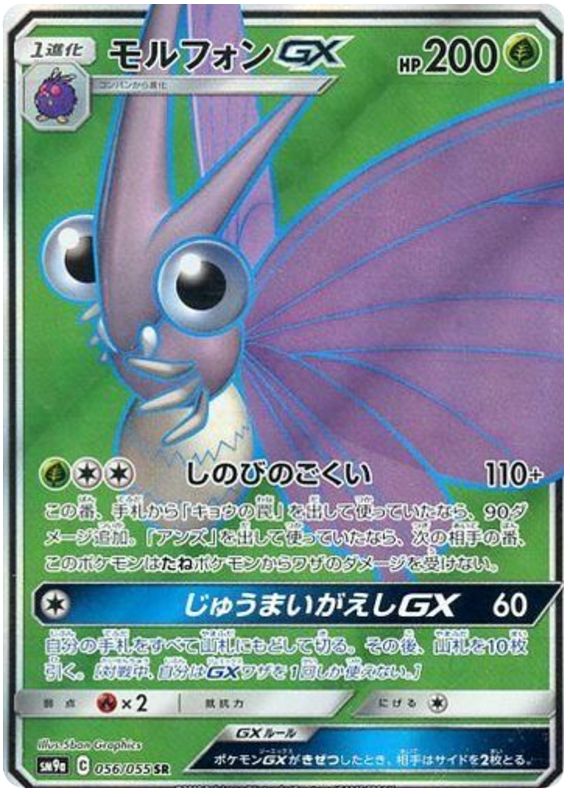 1進化 モルフォンGX HP200
コンパンから進化
しのびのごくい 110+
この番、手札から「キョウの罠」を出して使っていたなら、90ダ
メージ追加。「アンズ」を出して使っていたなら、次の相手の番、
このポケモンはたねポケモンからワザのダメージを受けない。
じゅうまいがえしGX 60
自分の手札をすべて山札にもどして切る。その後、山札を10枚
引く。[対戦中、自分はGXワザを1回しか使えない。]
弱点 ×2 抵抗力 にげる
Illus.5ban Graphics
GXルール
SM9a C 056/055 SR
ポケモンGXがきぜつしたとき、相手はサイドを2枚とる。